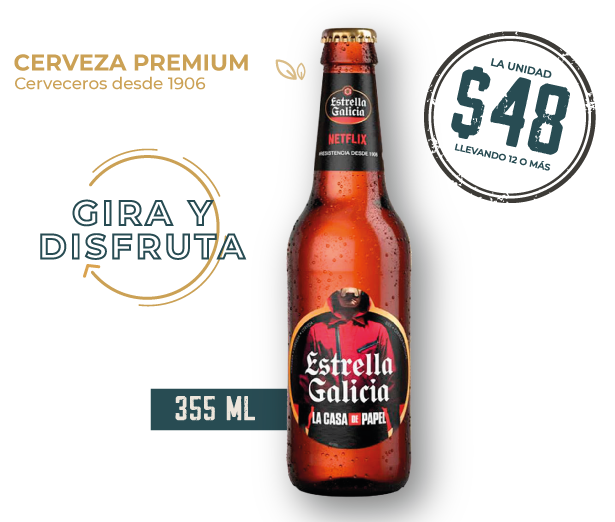 CERVEZA PREMIUM
Cerveceros desde 1906
LA UNIDAD
$48
LLEVANDO 12 O MÁS
Estrella
Galicia
NETFLIX
RESISTENCIA DESDE 1906
GIRA Y
DISFRUTA
Estrella
Galicia
LA CASA DE PAPEL
355 ML